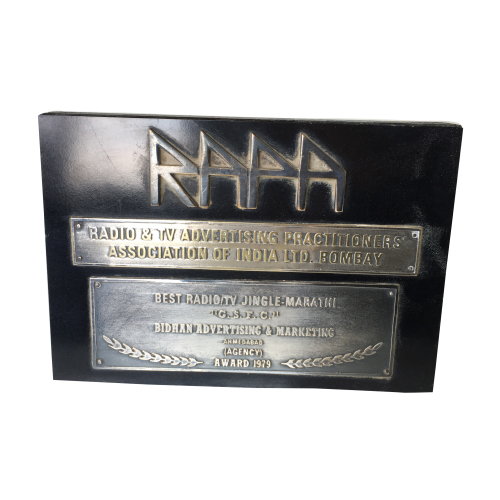 RAPA
RADIO & TV ADVERTISING PRACTITIONERS'
ASSOCIATION OF INDIA LTD. BOMBAY
BEST RADIO/TV JINGLE-MARATHI
"G.S.F.C."
BIDHAN ADVERTISING & MARKETING
AHMEDABAD
(AGENCY)
AWARD 1979